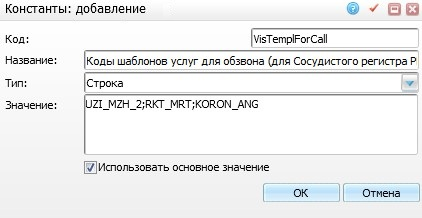 Константы: добавление
Код: VisTemplForCall
Название: Коды шаблонов услуг для обзвона (для Сосудистого регистра
Тип: Строка
Значение: UZI_MZH_2;RKT_MRT;KORON_ANG
Использовать основное значение
OK Отмена